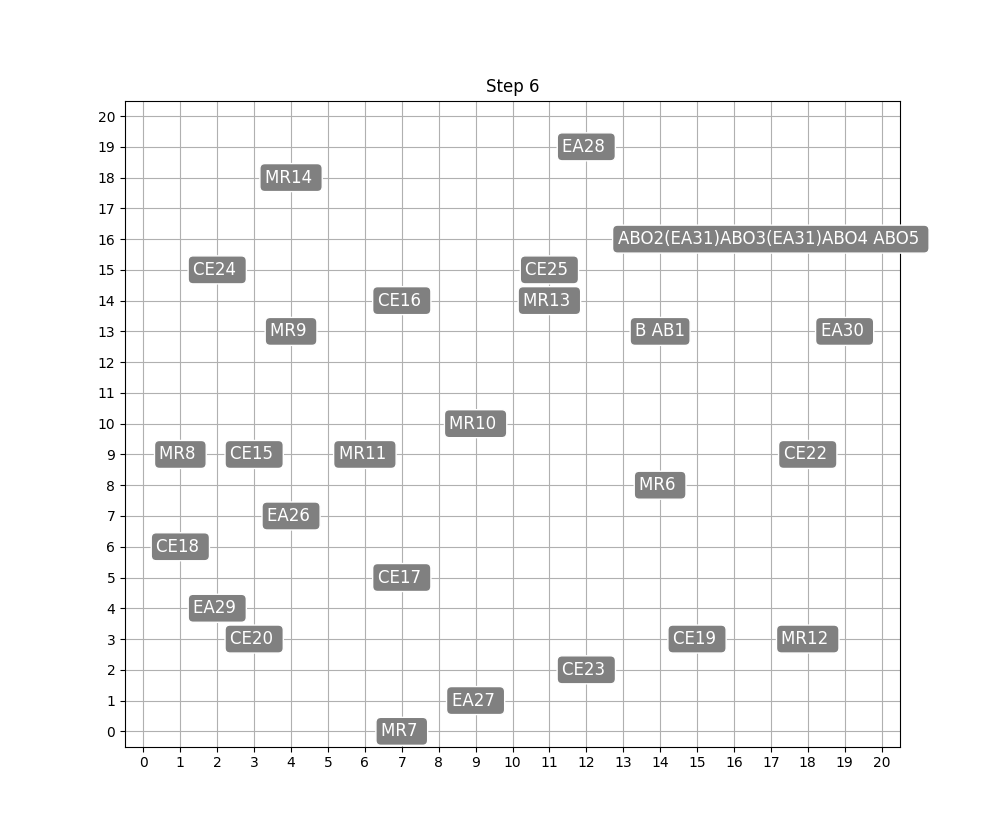 Step 6
20
19
18
17
16
15
14
13
12
11
10
9
8
7
6
5
4
3
2
1
0
EA28
MR14
ABO2(EA31)ABO3(EA31)ABO4 ABO5
CE24
CE25
CE16
MR13
MR9
B AB1
EA30
MR10
MR8
CE15
MR11
CE22
MR6
EA26
CE18
CE17
EA29
CE20
CE19
MR12
CE23
EA27
MR7
0 1 2 3 4 5 6 7 8 9 10 11 12 13 14 15 16 17 18 19 20